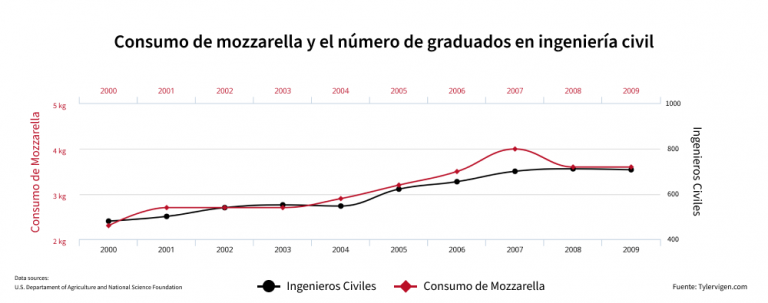 Consumo de mozzarella y el número de graduados en ingeniería civil
2000 2001 2002 2003 2004 2005 2006 2007 2008 2009
5 kg 1000
4 kg 800
3 kg 600
2 kg 400
Consumo de Mozzarella
Ingenieros Civiles
2000 2001 2002 2003 2004 2005 2006 2007 2008 2009
Data sources:
U.S. Departament of Agriculture and National Science Foundation
Ingenieros Civiles Consumo de Mozzarella
Fuente: Tylervigen.com